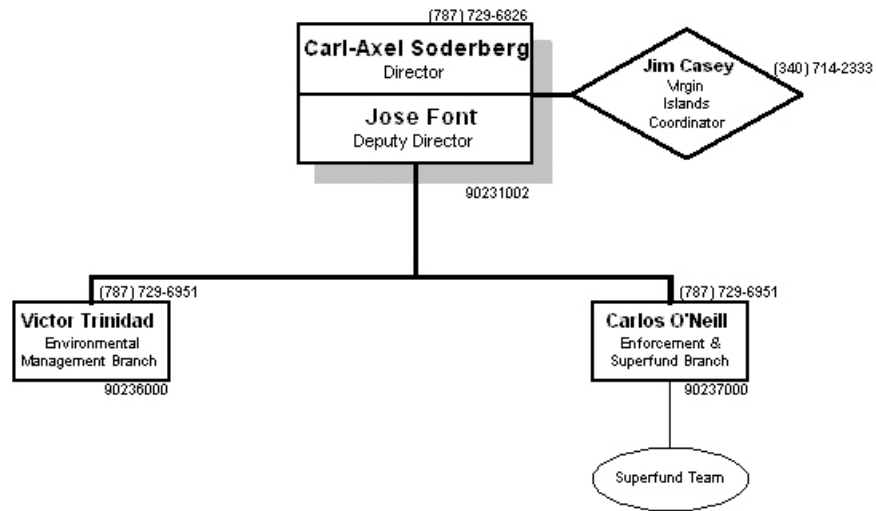 (787) 729-6826
Carl-Axel Soderberg
Director
Jose Font
Deputy Director
90231002
Jim Casey
Virgin
Islands
Coordinator
(340) 714-2333
(787) 729-6951
Victor Trinidad
Environmental
Management Branch
90236000
(787) 729-6951
Carlos O'Neill
Enforcement &
Superfund Branch
90237000
Superfund Team